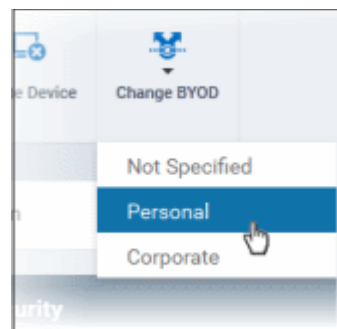 Device
Change BYOD
Not Specified
Personal
Corporate
urity